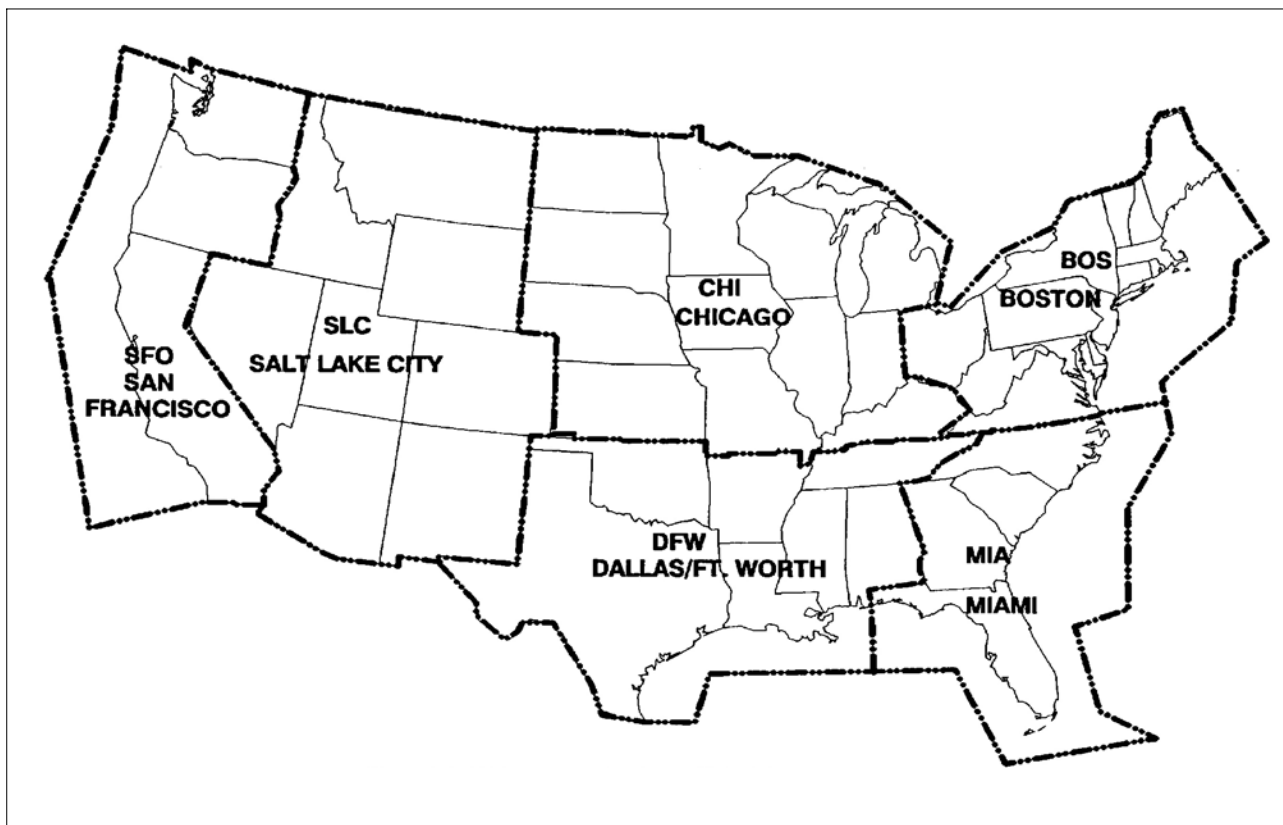 SFO
SAN
FRANCISCO
SLC
SALT LAKE CITY
CHI
CHICAGO
BOS
BOSTON
DFW
DALLAS/FT. WORTH
MIA
MIAMI